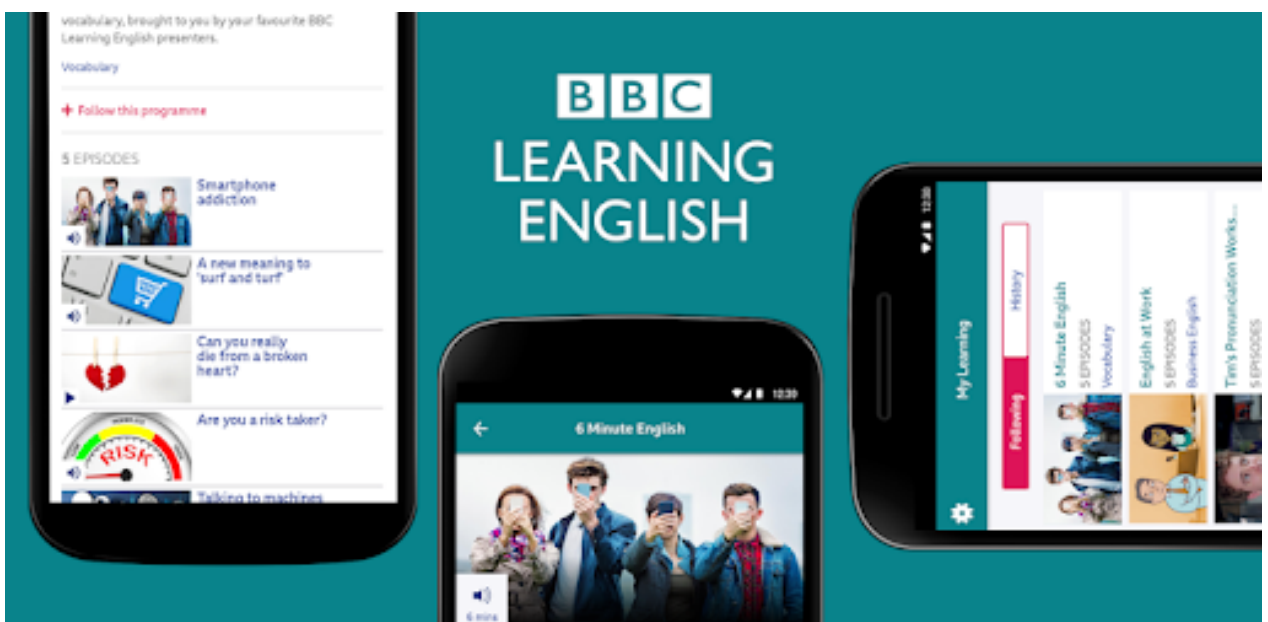 vocabulary, brought to you by your favourite BBC
Learning English presenters.
Vocabulary
+ Follow this programme
5 EPISODES
Smartphone
addiction
A new meaning to
'surf and turf'
Can you really
die from a broken
heart?
Are you a risk taker?
RISK
Talking to machines
BBC
LEARNING
ENGLISH
12:30
6 Minute English
6 mins
12:30
My Learning
Following
History
6 Minute English
5 EPISODES
Vocabulary
English at Work
5 EPISODES
Business English
Tim's Pronunciation Works...
5 EPISODES